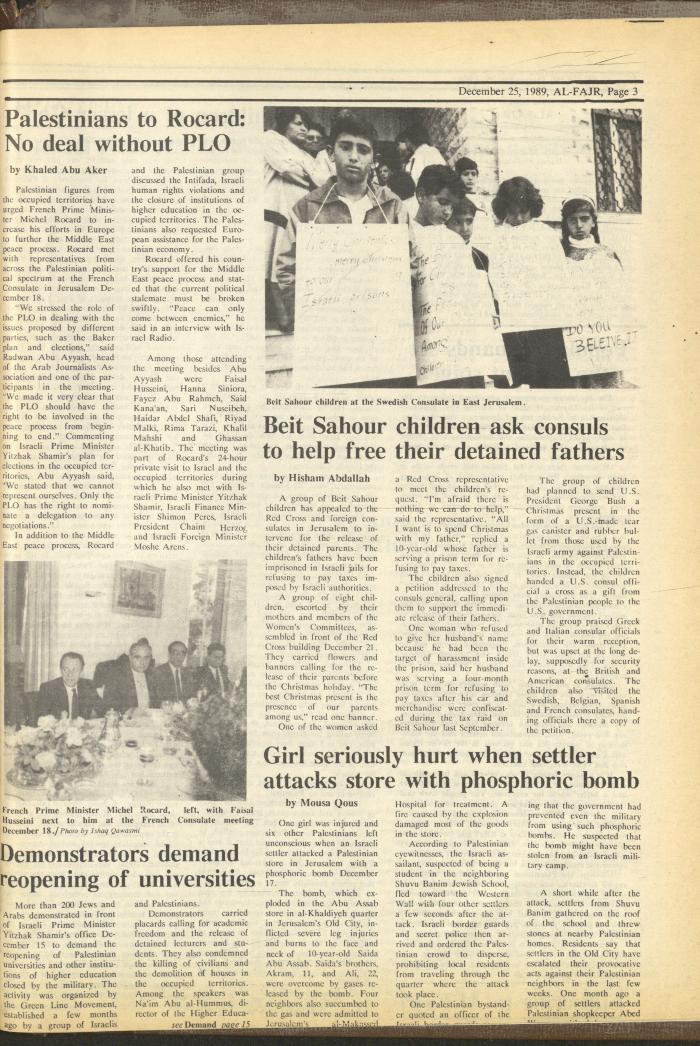 December 25, 1989, AL-FAJR, Page 3
Palestinians to Rocard:
No deal without PLO
by Khaled Abu Aker
Palestinian figures from
the occupied territories have
urged French Prime Minis-
ter Michel Rocard to in-
crease his efforts in Europe
to further the Middle East
peace process. Rocard met
with representatives from
across the Palestinian politi-
cal spectrum at the French
Consulate in Jerusalem De-
cember 18.
"We stressed the role of
the PLO in dealing with the
issues proposed by different
parties, such as the Baker
plan and elections," said
Radwan Abu Ayyash, head
of the Arab Journalists As-
sociation and one of the par-
ticipants in the meeting.
"We made it very clear that
the PLO should have the
right to be involved in the
peace process from begin-
ning to end." Commenting
on Israeli Prime Minister
Yitzhak Shamir's plan for
elections in the occupied ter-
ritories, Abu Ayyash said,
"We stated that we cannot
represent ourselves. Only the
PLO has the right to nomi-
nate a delegation to any
negotiations."
In addition to the Middle
East peace process, Rocard
and the Palestinian group
discussed the Intifada, Israeli
human rights violations and
the closure of institutions of
higher education in the oc-
cupied territories. The Pales-
tinians also requested Euro-
pean assistance for the Pales-
tinian economy.
Rocard offered his coun-
try's support for the Middle
East peace process and stat-
ed that the current political
stalemate must be broken
swiftly. "Peace can only
come between enemies," he
said in an interview with Is-
rael Radio.
Among those attending
the meeting besides Abu
Ayyash were Faisal
Husseini, Hanna Siniora,
Fayez Abu Rahmeh, Said
Kana'an, Sari Nuseibeh,
Haidar Abdel Shafi, Riyad
Malki, Rima Tarazi, Khalil
Mahshi and Ghassan
al-Khatib. The meeting was
part of Rocard's 24-hour
private visit to Israel and the
occupied territories during
which he also met with Is-
raeli Prime Minister Yitzhak
Shamir, Israeli Finance Min-
ister Shimon Peres, Israeli
President Chaim Herzog
and Israeli Foreign Minister
Moshe Arens.
French Prime Minister Michel Rocard, left, with Faisal
Husseini next to him at the French Consulate meeting
December 18./ Photo by Ishaq Qawasmi
Demonstrators demand
reopening of universities
More than 200 Jews and
Arabs demonstrated in front
of Israeli Prime Minister
Yitzhak Shamir's office De-
cember 15 to demand the
reopening of Palestinian
universities and other institu-
tions of higher education
closed by the military. The
activity was organized by
the Green Line Movement,
established a few months
ago by a group of Israelis
and Palestinians.
Demonstrators carried
placards calling for academic
freedom and the release of
detained lecturers and stu-
dents. They also condemned
the killing of civilians and
the demolition of houses in
the occupied territories.
Among the speakers was
Na'im Abu al-Hummus, di-
rector of the Higher Educa-
see Demand page 15
merry christmas
to our
Israeli prisons
The
for
The
Of Our
Among
DO YOU
BELEIVE IT
Beit Sahour children at the Swedish Consulate in East Jerusalem.
Beit Sahour children ask consuls
to help free their detained fathers
by Hisham Abdallah
A group of Beit Sahour
children has appealed to the
Red Cross and foreign con-
sulates in Jerusalem to in-
tervene for the release of
their detained parents. The
children's fathers have been
imprisoned in Israeli jails for
refusing to pay taxes im-
posed by Israeli authorities.
A group of eight chil-
dren, escorted by their
mothers and members of the
Women's Committees, as-
sembled in front of the Red
Cross building December 21.
They carried flowers and
banners calling for the re-
lease of their parents before
the Christmas holiday. "The
best Christmas present is the
presence of our parents
among us," read one banner.
One of the women asked
a Red Cross representative
to meet the children's re-
quest. "I'm afraid there is
nothing we can do to help,"
said the representative. "All
I want is to spend Christmas
with my father," replied a
10-year-old whose father is
serving a prison term for re-
fusing to pay taxes.
The children also signed
a petition addressed to the
consuls general, calling upon
them to support the immedi-
ate release of their fathers.
One woman who refused
to give her husband's name
because he had been the
target of harassment inside
the prison, said her husband
was serving a four-month
prison term for refusing to
pay taxes after his car and
merchandise were confiscat-
ed during the tax raid on
Beit Sahour last September.
The group of children
had planned to send U.S.
President George Bush a
Christmas present in the
form of a U.S.-made tear
gas canister and rubber bul-
let from those used by the
Israeli army against Palestin-
ians in the occupied terri-
tories. Instead, the children
handed a U.S. consul offi-
cial a cross as a gift from
the Palestinian people to the
U.S. government.
The group praised Greek
and Italian consular officials
for their warm reception,
but was upset at the long de-
lay, supposedly for security
reasons, at the British and
American consulates. The
children also visited the
Swedish, Belgian, Spanish
and French consulates, hand-
ing officials there a copy of
the petition.
Girl seriously hurt when settler
attacks store with phosphoric bomb
by Mousa Qous
One girl was injured and
six other Palestinians left
unconscious when an Israeli
settler attacked a Palestinian
store in Jerusalem with a
phosphoric bomb December
17.
The bomb, which ex-
ploded in the Abu Assab
store in al-Khaldiyeh quarter
in Jerusalem's Old City, in-
flicted severe leg injuries
and burns to the face and
neck of 10-year-old Saida
Abu Assab. Saida's brothers,
Akram, 11, and Ali, 22,
were overcome by gases re-
leased by the bomb. Four
neighbors also succumbed to
the gas and were admitted to
Jerusalem's al-Makassed
Hospital for treatment. A
fire caused by the explosion
damaged most of the goods
in the store.
According to Palestinian
eyewitnesses, the Israeli as-
sailant, suspected of being a
student in the neighboring
Shuvu Banim Jewish School,
fled toward the Western
Wall with four other settlers
a few seconds after the at-
tack. Israeli border guards
and secret police then ar-
rived and ordered the Pales-
tinian crowd to disperse,
prohibiting local residents
from traveling through the
quarter where the attack
took place.
One Palestinian bystand-
er quoted an officer of the
Israeli border
ing that the government had
prevented even the military
from using such phosphoric
bombs. He suspected that
the bomb might have been
stolen from an Israeli mili-
tary camp.
A short while after the
attack, settlers from Shuvu
Banim gathered on the roof
of the school and threw
stones at nearby Palestinian
homes. Residents say that
settlers in the Old City have
escalated their provocative
acts against their Palestinian
neighbors in the last few
weeks. One month ago a
group of settlers attacked
Palestinian shopkeeper Abed